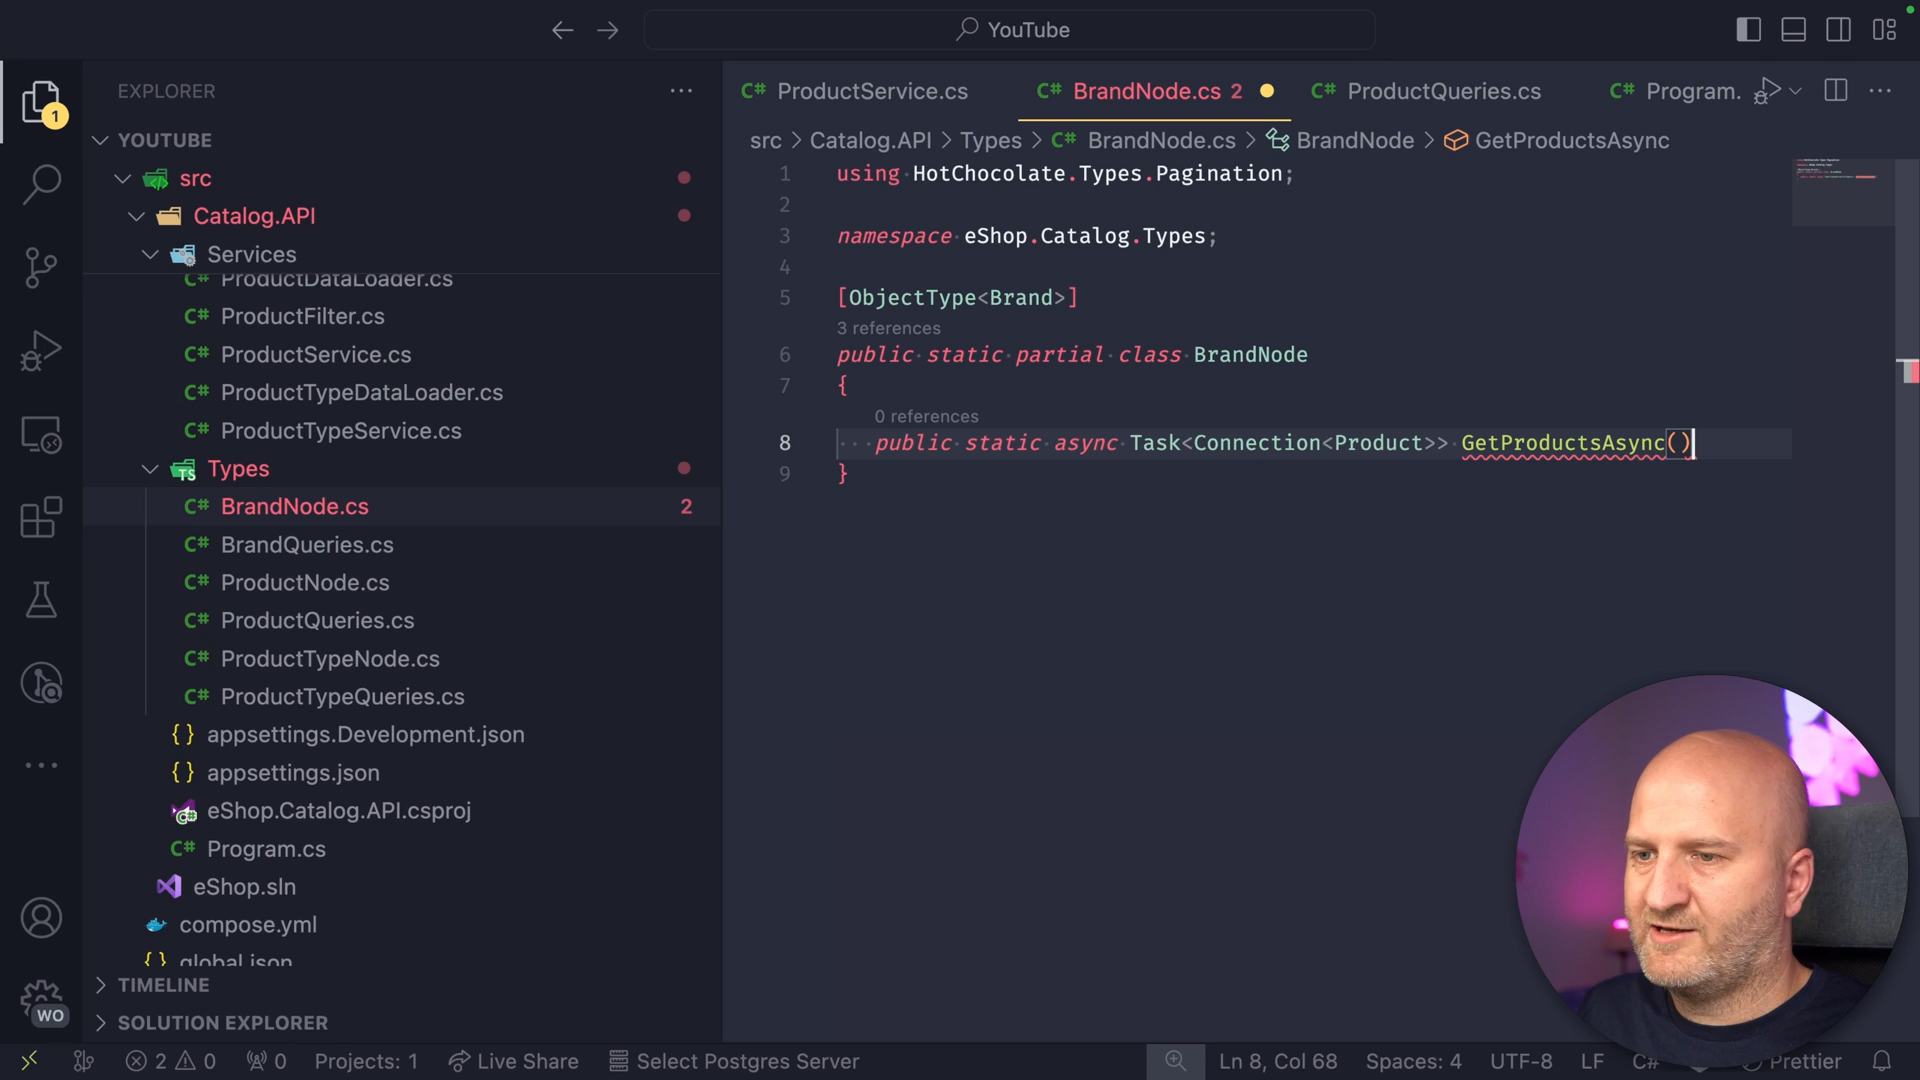 YouTube
EXPLORER
YOUTUBE
src
Catalog.API
Services
ProductDataLoader.cs
ProductFilter.cs
ProductService.cs
ProductTypeDataLoader.cs
ProductTypeService.cs
Types
BrandNode.cs 2
BrandQueries.cs
ProductNode.cs
ProductQueries.cs
ProductTypeNode.cs
ProductTypeQueries.cs
appsettings.Development.json
appsettings.json
eShop.Catalog.API.csproj
Program.cs
eShop.sln
compose.yml
global.json
TIMELINE
SOLUTION EXPLORER
1
WO
ProductService.cs BrandNode.cs 2 ProductQueries.cs Program.
src > Catalog.API > Types > BrandNode.cs > BrandNode > GetProductsAsync
1 using HotChocolate.Types.Pagination;
2
3 namespace eShop.Catalog.Types;
4
5 [ObjectType<Brand>]
3 references
6 public static partial class BrandNode
7 {
0 references
8 public static async Task<Connection<Product>> GetProductsAsync()
9 }
2 0 0 Projects: 1 Live Share Select Postgres Server Ln 8, Col 68 Spaces: 4 UTF-8 LF C# Prettier